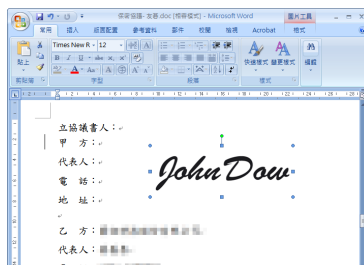 保密協議- 友善.doc [相容模式] - Microsoft Word
圖片工具
常用 插入 版面配置 參考資料 郵件 校閱 檢視 Acrobat 格式
Times New R 12
貼上
快速樣式 變更樣式
編輯
剪貼簿 字型 段落 樣式
立協議書人：
甲 方：
代表人：
電 話：
地 址：
John Dow
乙 方：
代表人：